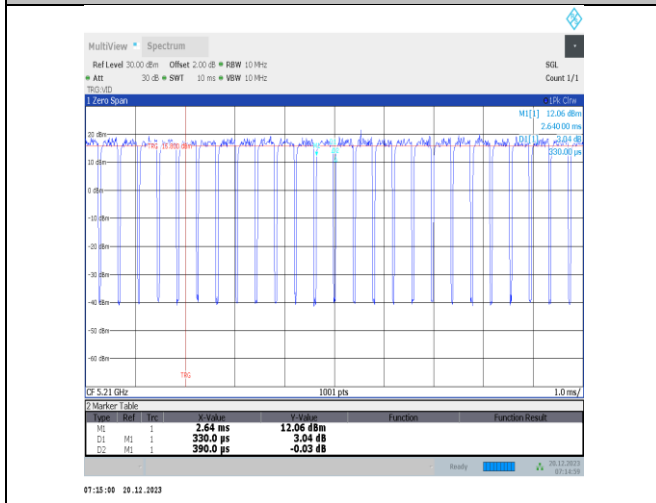 MultiView Spectrum
Ref Level 30.00 dBm Offset 2.00 dB RBW 10 MHz SGL
Att 30 dB SWT 10 ms VBW 10 MHz Count 1/1
TRG:VID
1 Zero Span 1Pk Clrw
M1[1] 12.06 dBm
2.64000 ms
20 dBm
D1[1] 3.04 dB
330.00 µs
10 dBm
0 dBm
-10 dBm
-20 dBm
-30 dBm
-40 dBm
-50 dBm
-60 dBm
TRG
CF 5.21 GHz 1001 pts 1.0 ms/
2 Marker Table
Type Ref Trc X-Value Y-Value Function Function Result
M1 1 2.64 ms 12.06 dBm
D1 M1 1 330.0 µs 3.04 dB
D2 M1 1 390.0 µs -0.03 dB
Ready 20.12.2023
07:14:59
07:15:00 20.12.2023